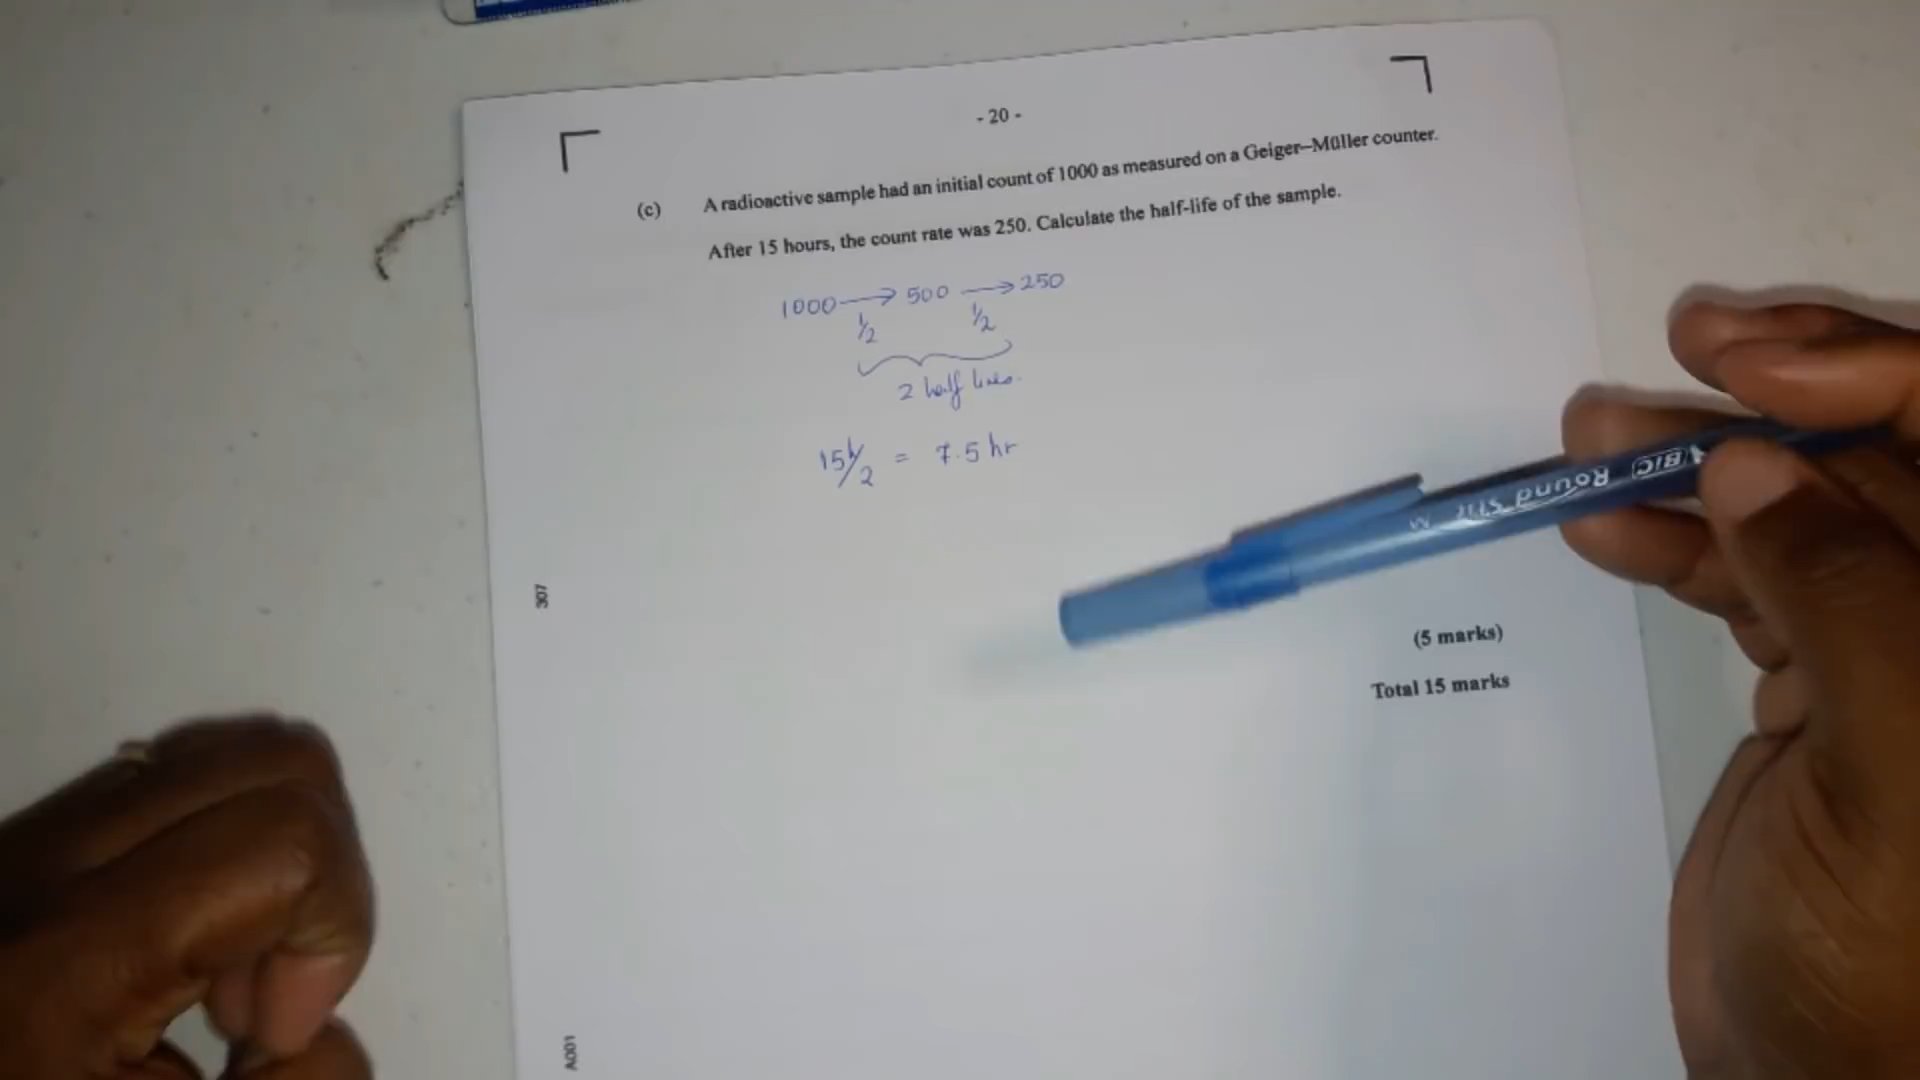 - 20 -
(c) A radioactive sample had an initial count of 1000 as measured on a Geiger–Müller counter.
After 15 hours, the count rate was 250. Calculate the half-life of the sample.
1000 → 500 → 250
1/2 1/2
2 half lives.
15h/2 = 7.5 hr
BIC Round Stic M
307
(5 marks)
Total 15 marks
A001